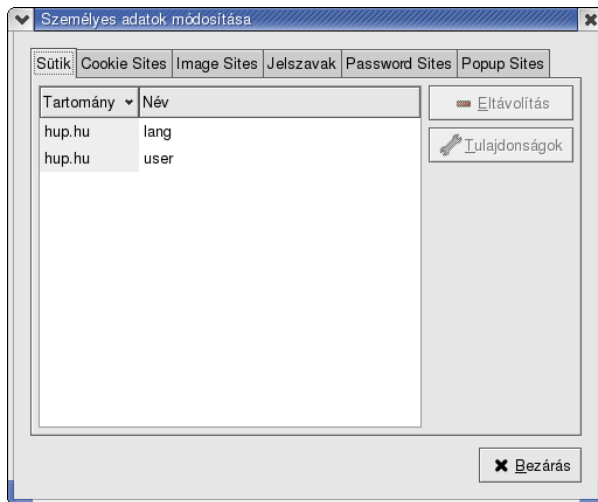 Személyes adatok módosítása
Sütik Cookie Sites Image Sites Jelszavak Password Sites Popup Sites
Tartomány Név
hup.hu lang
hup.hu user
Eltávolítás
Tulajdonságok
Bezárás